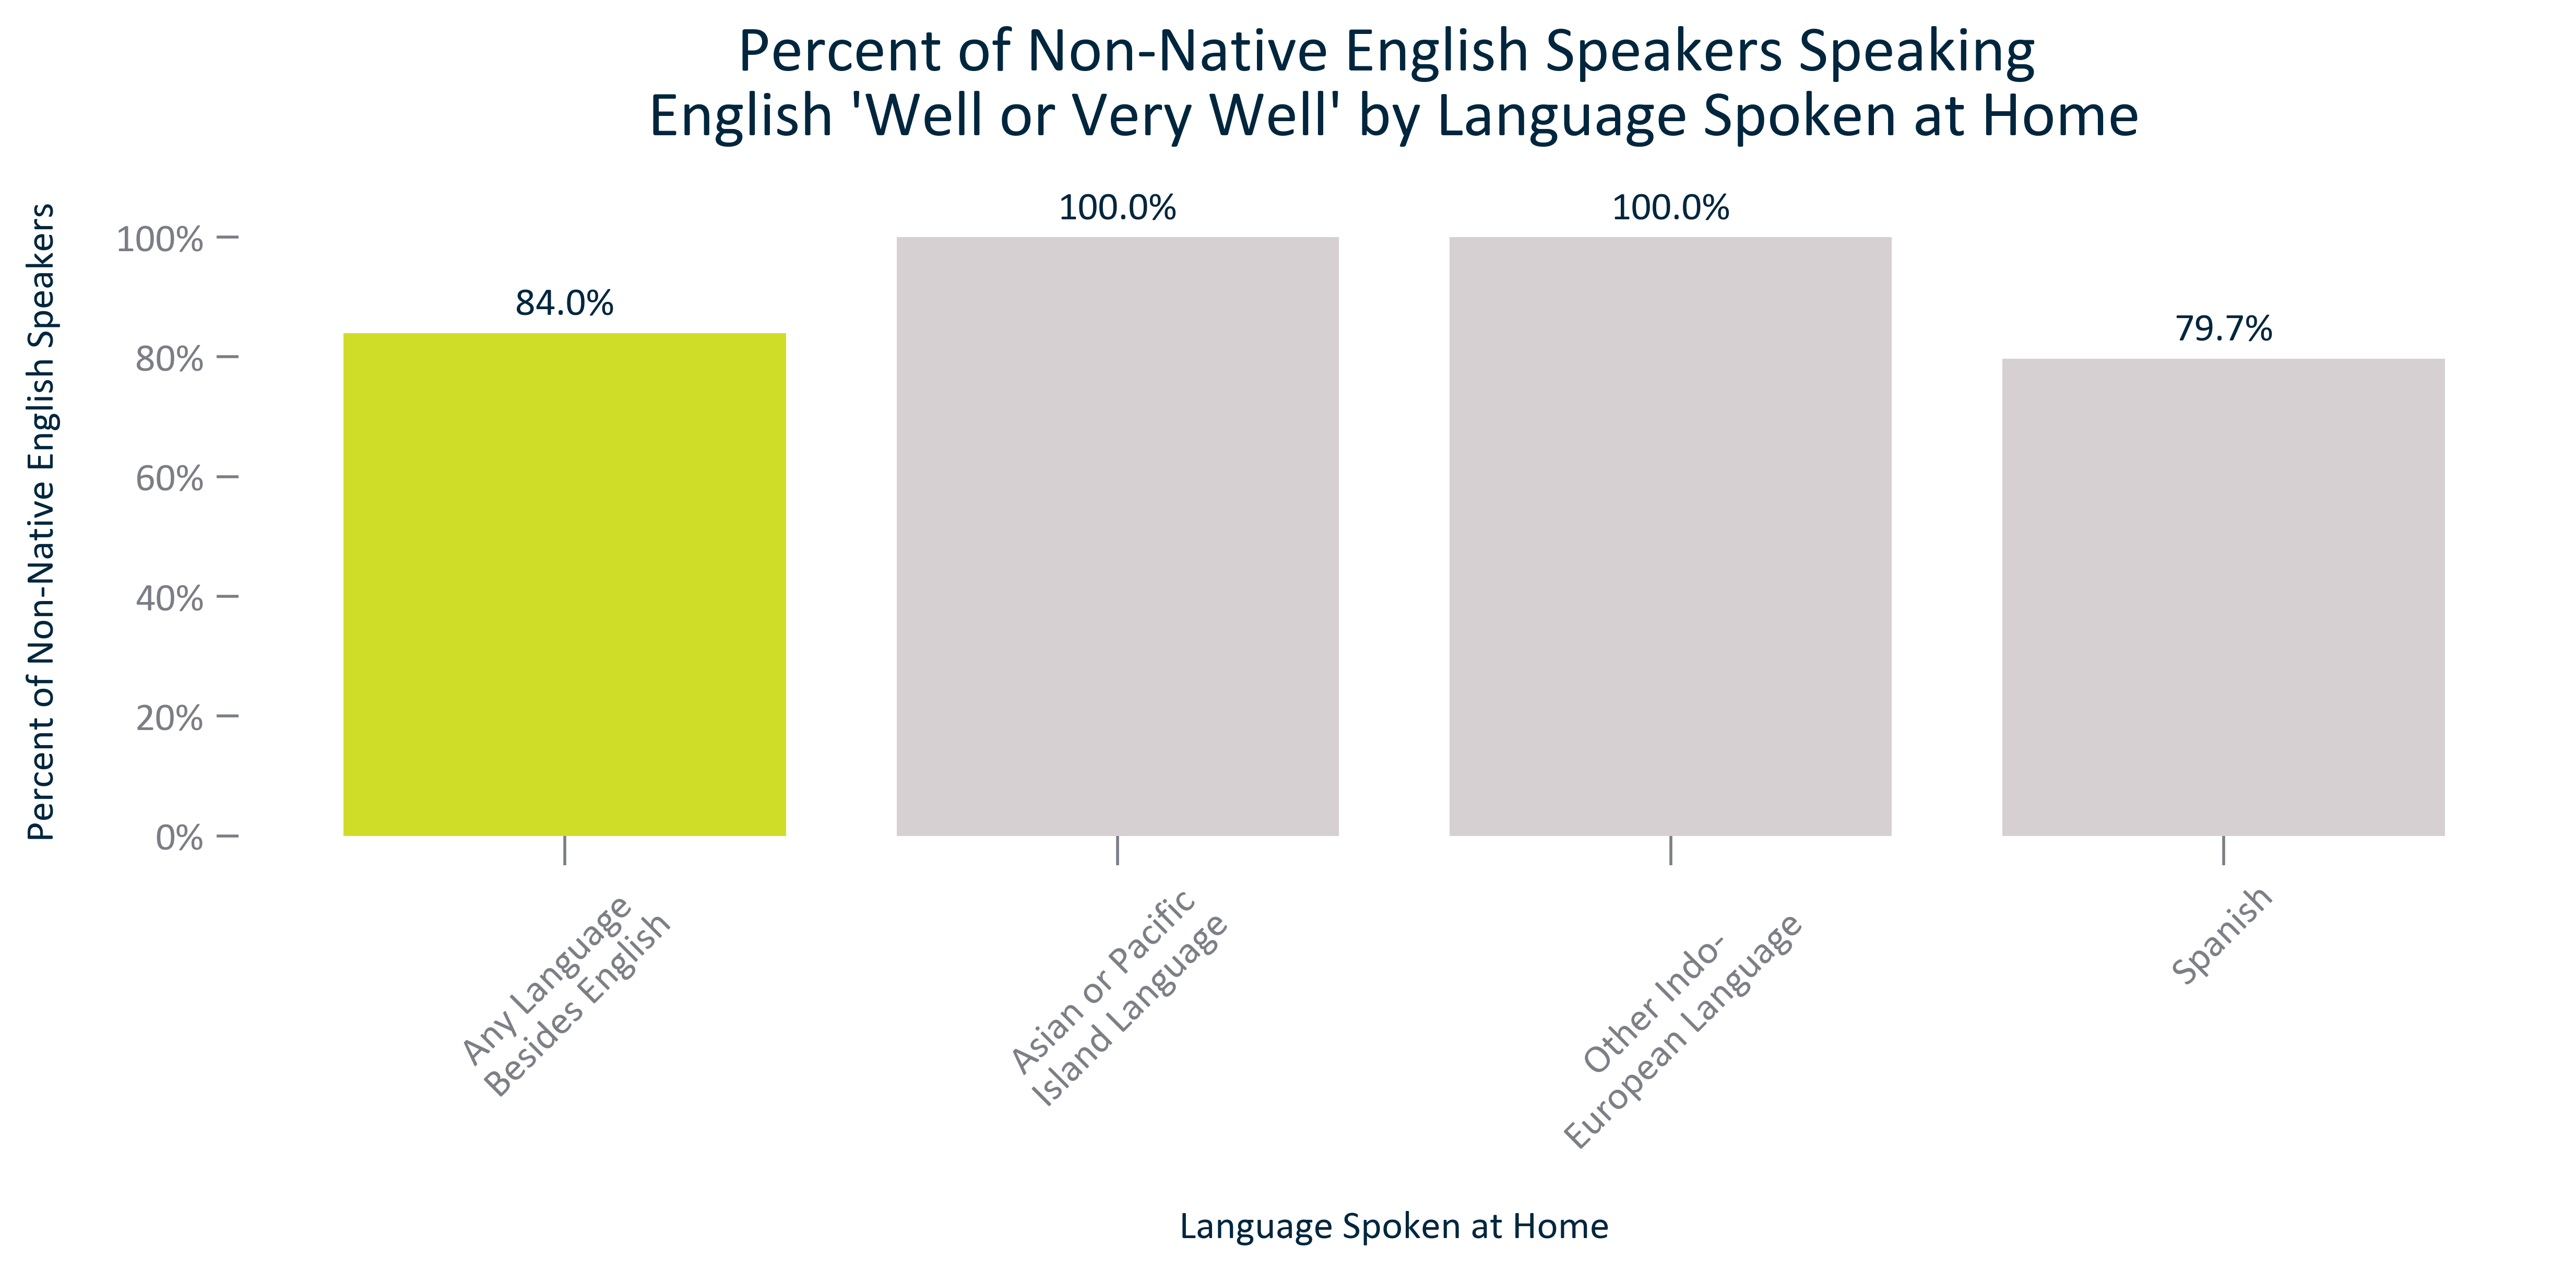 Percent of Non-Native English Speakers Speaking
English 'Well or Very Well' by Language Spoken at Home
Percent of Non-Native English Speakers
100%
80%
60%
40%
20%
0%
84.0%
100.0%
100.0%
79.7%
Any Language
Besides English
Asian or Pacific
Island Language
Other Indo-
European Language
Spanish
Language Spoken at Home